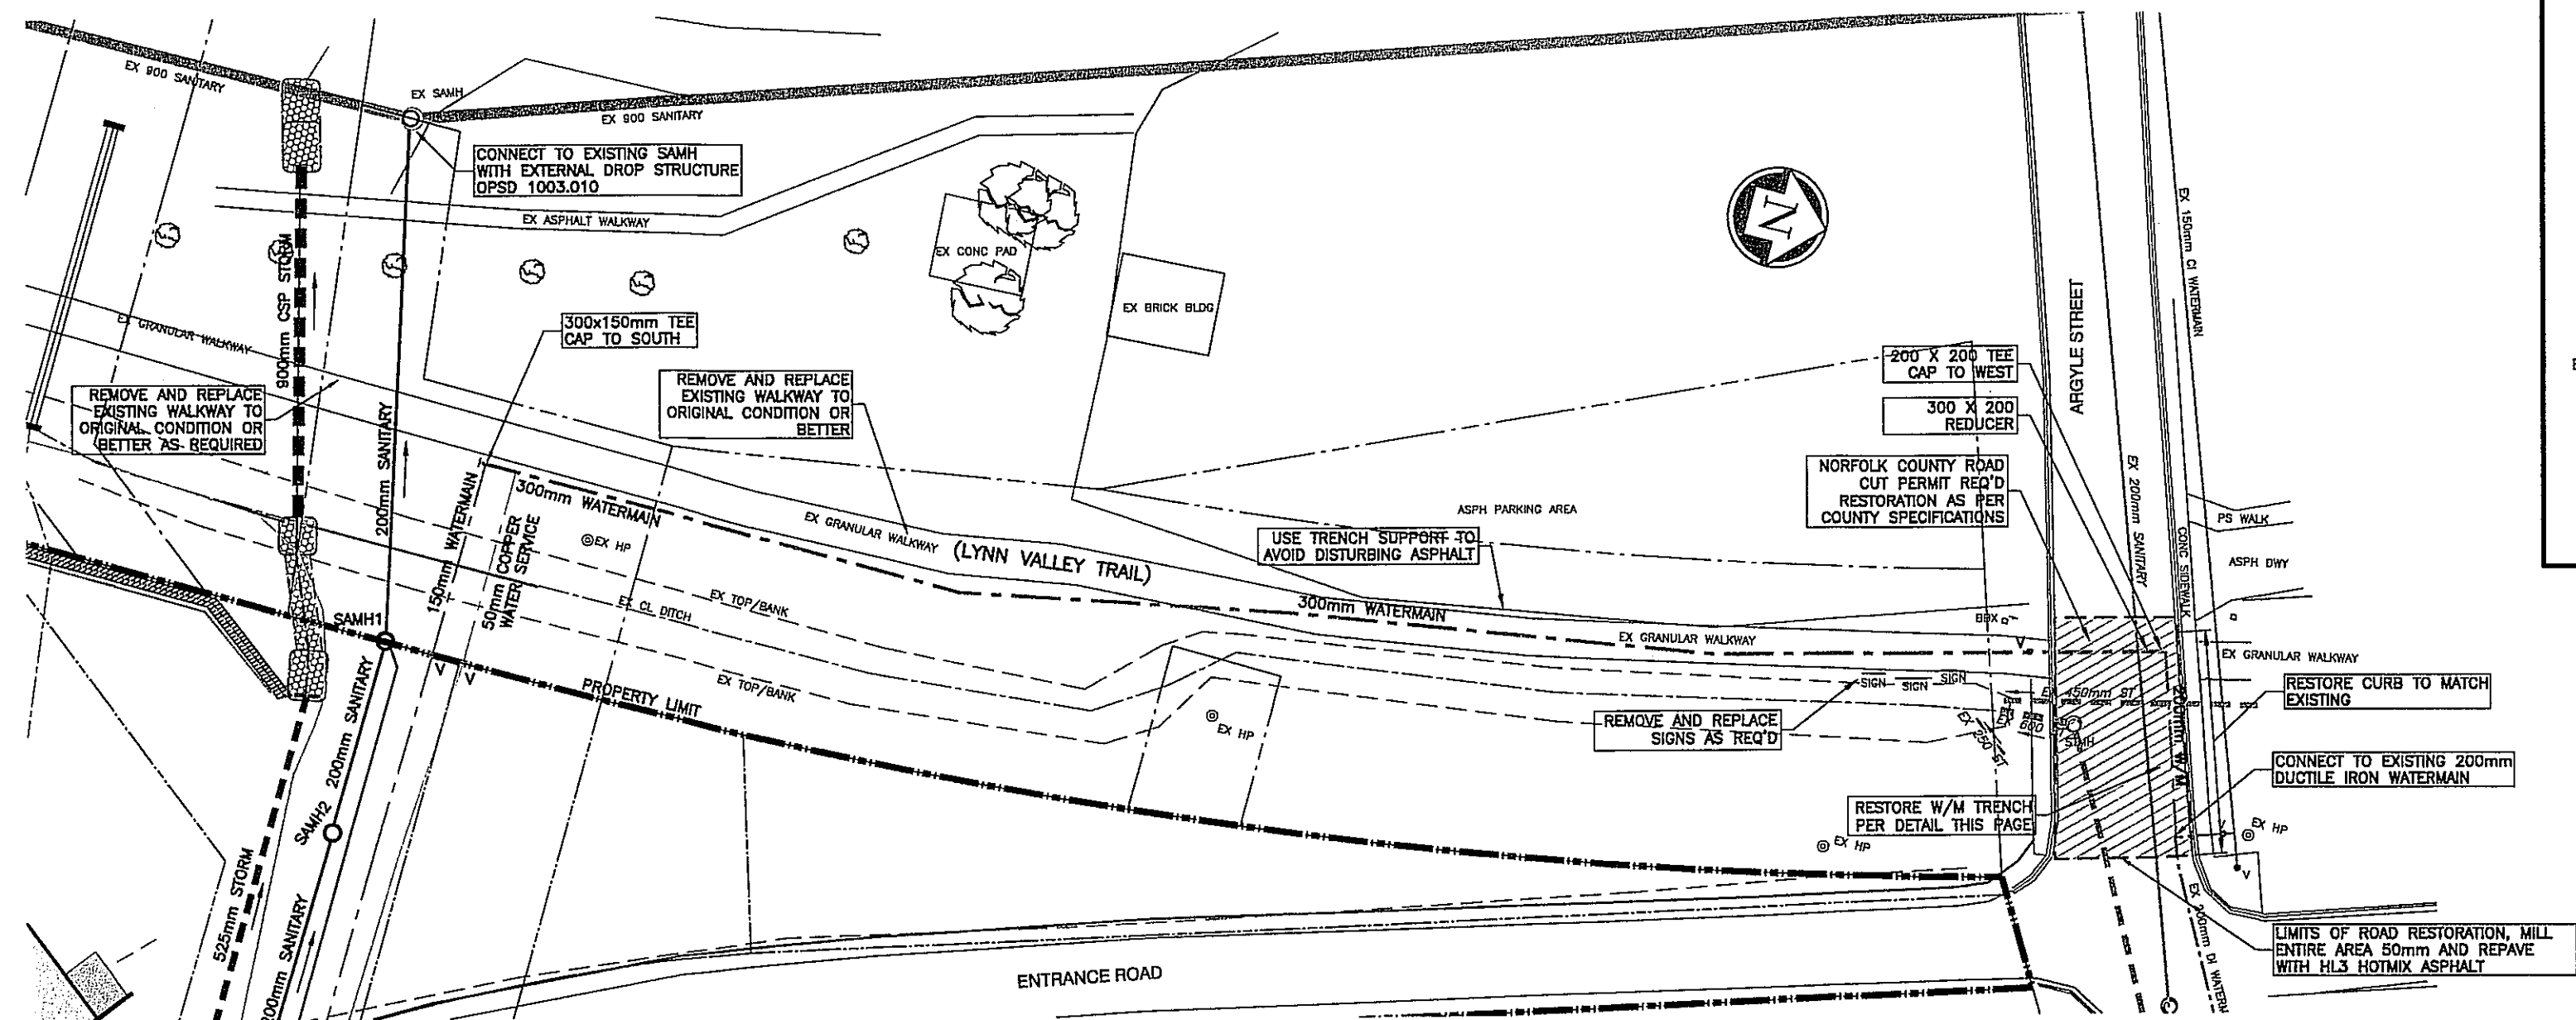 EX 900 SANITARY
EX SAMH
EX 900 SANITARY
CONNECT TO EXISTING SAMH
WITH EXTERNAL DROP STRUCTURE
OPSD 1003.010
EX ASPHALT WALKWAY
EX CONC PAD
EX BRICK BLDG
N
900mm CSP STORM
EX GRANULAR WALKWAY
300x150mm TEE
CAP TO SOUTH
REMOVE AND REPLACE
EXISTING WALKWAY TO
ORIGINAL CONDITION OR
BETTER AS REQUIRED
REMOVE AND REPLACE
EXISTING WALKWAY TO
ORIGINAL CONDITION OR
BETTER
200mm SANITARY
150mm WATERMAIN
50mm COPPER
WATER SERVICE
300mm WATERMAIN
EX HP
EX GRANULAR WALKWAY
(LYNN VALLEY TRAIL)
EX TOP/BANK
EX CL DITCH
EX TOP/BANK
PROPERTY LIMIT
SAMH1
V
V
200mm SANITARY
SAMH2
525mm STORM
200mm SANITARY
ENTRANCE ROAD
ASPH PARKING AREA
USE TRENCH SUPPORT TO
AVOID DISTURBING ASPHALT
300mm WATERMAIN
EX GRANULAR WALKWAY
SIGN
SIGN
SIGN
REMOVE AND REPLACE
SIGNS AS REQ'D
EX HP
EX HP
ARGYLE STREET
EX 150mm CI WATERMAIN
200 X 200 TEE
CAP TO WEST
300 X 200
REDUCER
NORFOLK COUNTY ROAD
CUT PERMIT REQ'D
RESTORATION AS PER
COUNTY SPECIFICATIONS
EX 200mm SANITARY
CONC SIDEWALK
PS WALK
ASPH DWY
V
EX GRANULAR WALKWAY
EX 450mm ST
EX 600
EX 250 ST
STMH
200mm W/M
RESTORE CURB TO MATCH
EXISTING
CONNECT TO EXISTING 200mm
DUCTILE IRON WATERMAIN
RESTORE W/M TRENCH
PER DETAIL THIS PAGE
V
EX HP
V
EX 200mm DI WATERM
LIMITS OF ROAD RESTORATION, MILL
ENTIRE AREA 50mm AND REPAVE
WITH HL3 HOTMIX ASPHALT